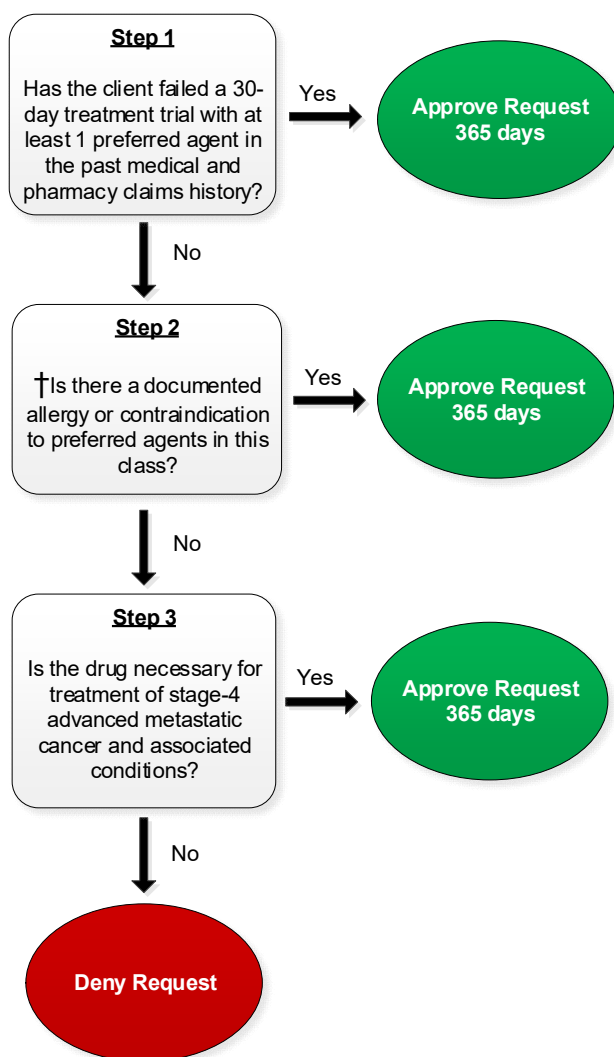 Step 1
Has the client failed a 30-
day treatment trial with at
least 1 preferred agent in
the past medical and
pharmacy claims history?
Yes
Approve Request
365 days
No
Step 2
†Is there a documented
allergy or contraindication
to preferred agents in this
class?
Yes
Approve Request
365 days
No
Step 3
Is the drug necessary for
treatment of stage-4
advanced metastatic
cancer and associated
conditions?
Yes
Approve Request
365 days
No
Deny Request